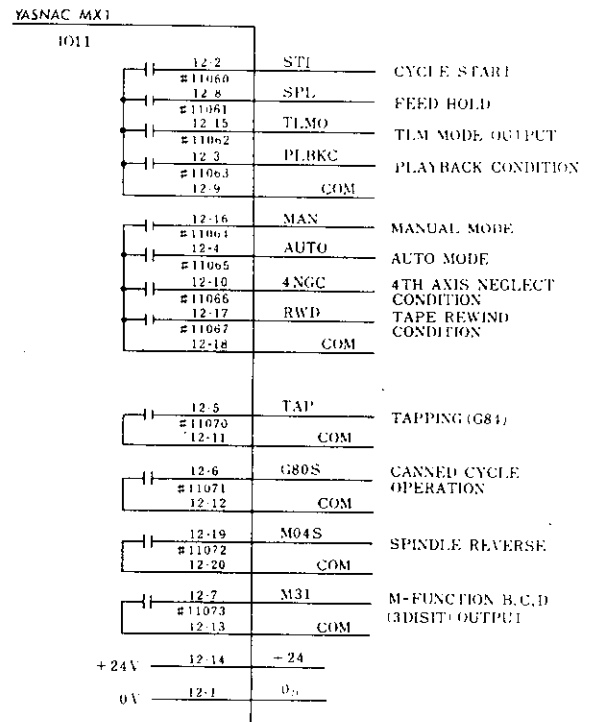 YASNAC MX1
IO11
12-2 STI CYCLE START
#11060
12-8 SPL FEED HOLD
#11061
12-15 TLMO TLM MODE OUTPUT
#11062
12-3 PLBKC PLAYBACK CONDITION
#11063
12-9 COM
12-16 MAN MANUAL MODE
#11064
12-4 AUTO AUTO MODE
#11065
12-10 4NGC 4TH AXIS NEGLECT
#11066 CONDITION
12-17 RWD TAPE REWIND
#11067 CONDITION
12-18 COM
12-5 TAP TAPPING (G84)
#11070
12-11 COM
12-6 G80S CANNED CYCLE
#11071 OPERATION
12-12 COM
12-19 M04S SPINDLE REVERSE
#11072
12-20 COM
12-7 M31 M-FUNCTION B,C,D
#11073 (3DISIT) OUTPUT
12-13 COM
+24V 12-14 +24
0V 12-1